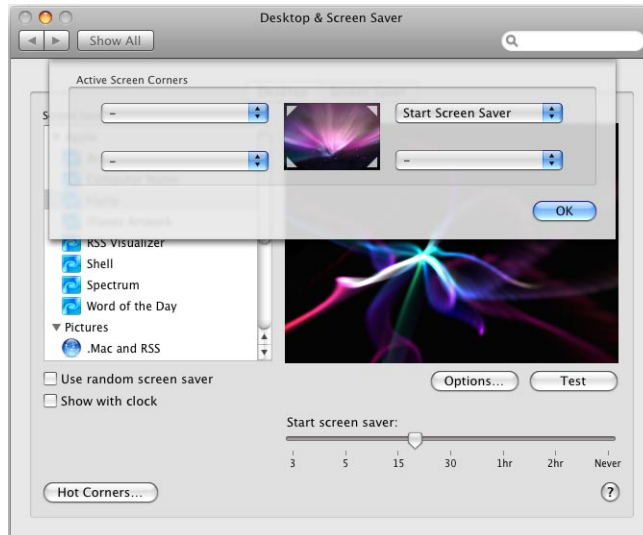 Desktop & Screen Saver
Show All
Active Screen Corners
– Start Screen Saver
– –
OK
RSS Visualizer
Shell
Spectrum
Word of the Day
Pictures
.Mac and RSS
Use random screen saver
Show with clock
Options... Test
Start screen saver:
3 5 15 30 1hr 2hr Never
Hot Corners... ?